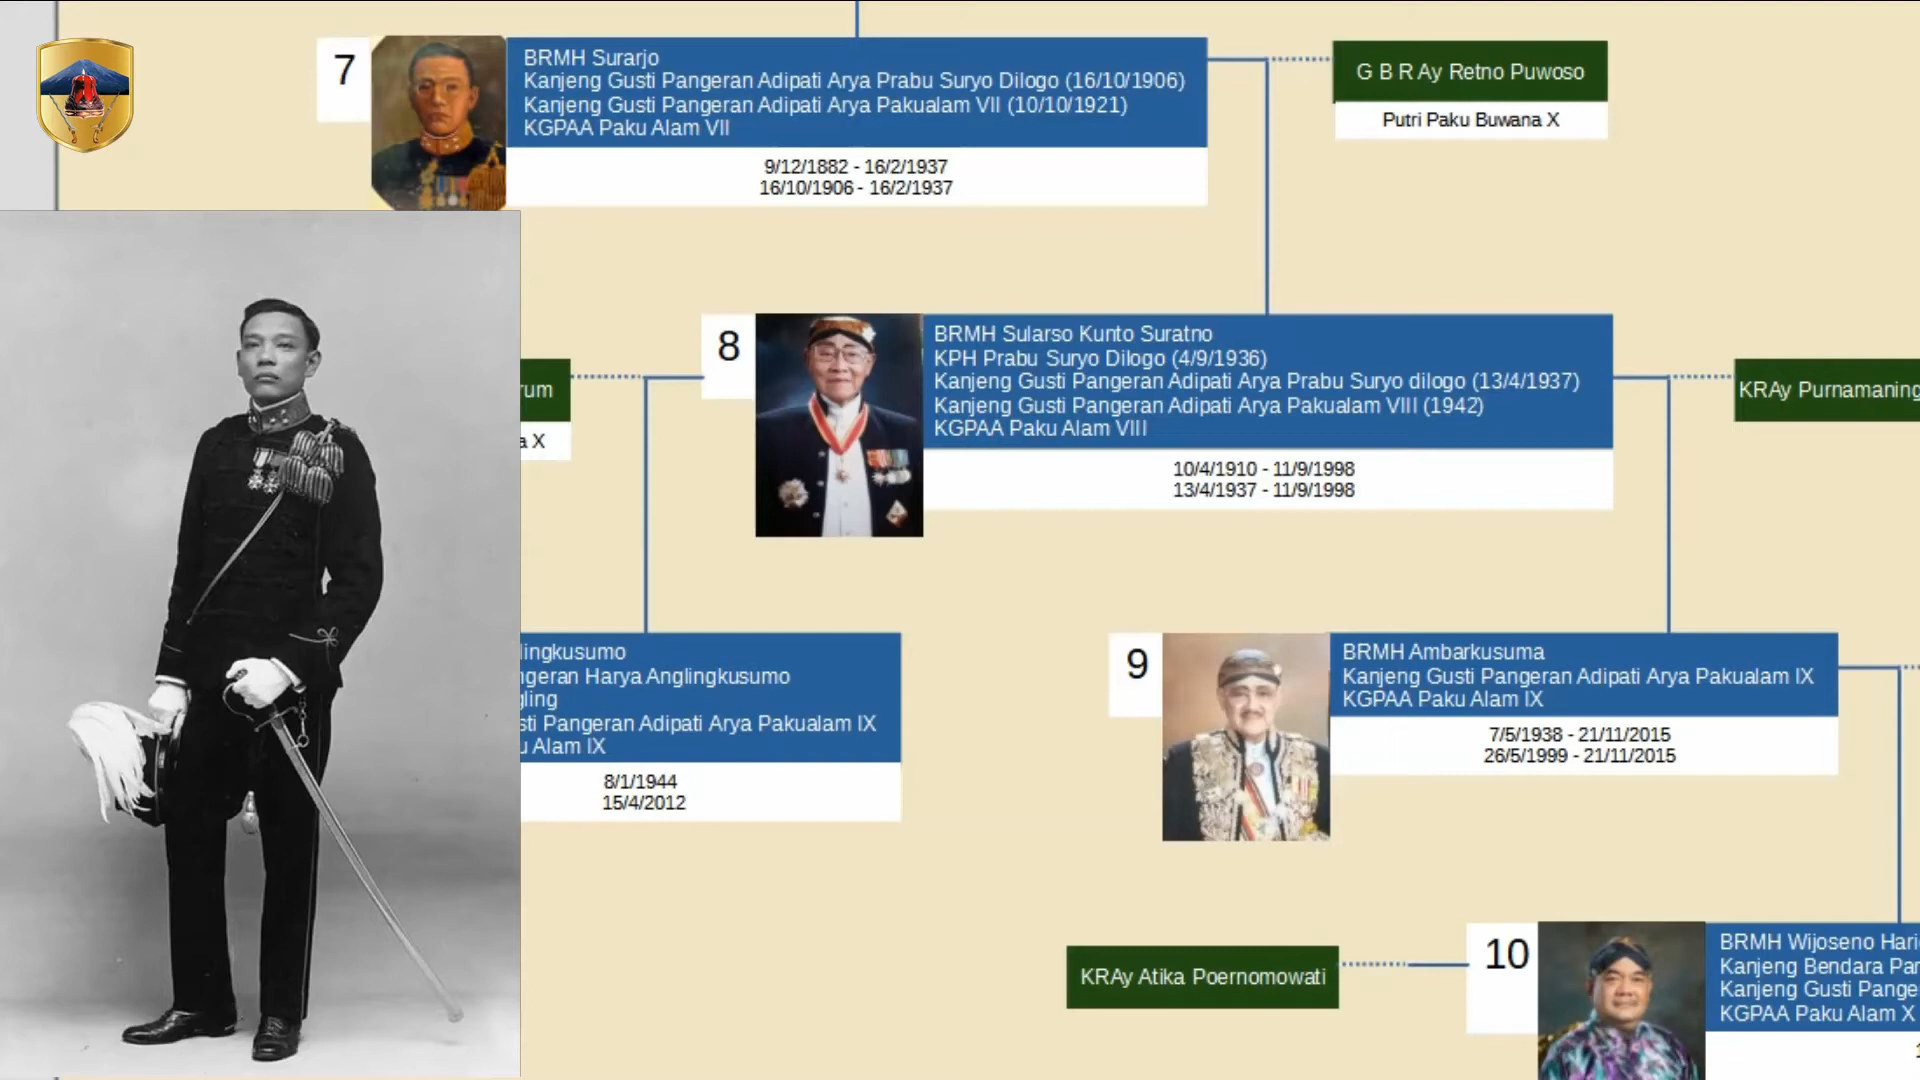 7
BRMH Surarjo
Kanjeng Gusti Pangeran Adipati Arya Prabu Suryo Dilogo (16/10/1906)
Kanjeng Gusti Pangeran Adipati Arya Pakualam VII (10/10/1921)
KGPAA Paku Alam VII
9/12/1882 - 16/2/1937
16/10/1906 - 16/2/1937
G B R Ay Retno Puwoso
Putri Paku Buwana X
rum
a X
8
BRMH Sularso Kunto Suratno
KPH Prabu Suryo Dilogo (4/9/1936)
Kanjeng Gusti Pangeran Adipati Arya Prabu Suryo dilogo (13/4/1937)
Kanjeng Gusti Pangeran Adipati Arya Pakualam VIII (1942)
KGPAA Paku Alam VIII
10/4/1910 - 11/9/1998
13/4/1937 - 11/9/1998
KRAy Purnamaning
lingkusumo
ngeran Harya Anglingkusumo
gling
sti Pangeran Adipati Arya Pakualam IX
u Alam IX
8/1/1944
15/4/2012
9
BRMH Ambarkusuma
Kanjeng Gusti Pangeran Adipati Arya Pakualam IX
KGPAA Paku Alam IX
7/5/1938 - 21/11/2015
26/5/1999 - 21/11/2015
KRAy Atika Poernomowati
10
BRMH Wijoseno Hari
Kanjeng Bendara Pan
Kanjeng Gusti Pange
KGPAA Paku Alam X